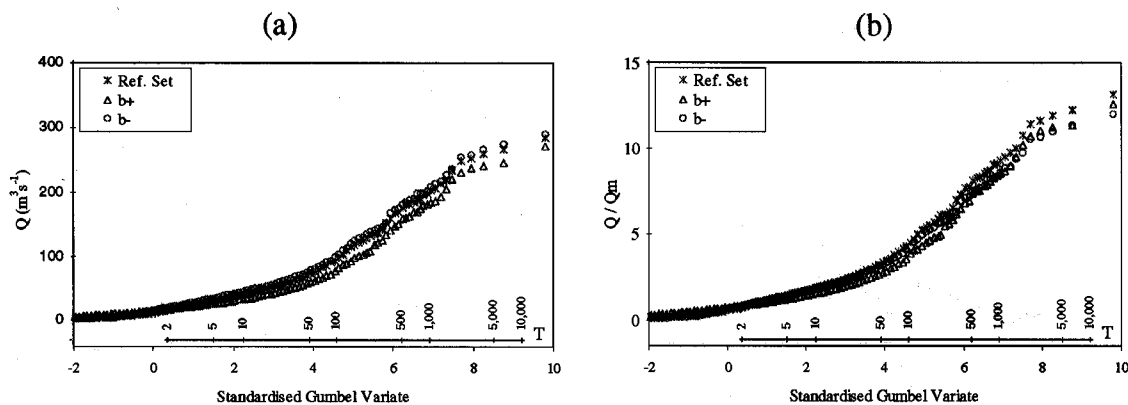 (a)
400
300
200
100
0
Q (m³s⁻¹)
Ref. Set
b+
b-
2
5
10
50
100
500
1,000
5,000
10,000
T
-2
0
2
4
6
8
10
Standardised Gumbel Variate
(b)
15
10
5
0
Q / Qm
Ref. Set
b+
b-
2
5
10
50
100
500
1,000
5,000
10,000
T
-2
0
2
4
6
8
10
Standardised Gumbel Variate